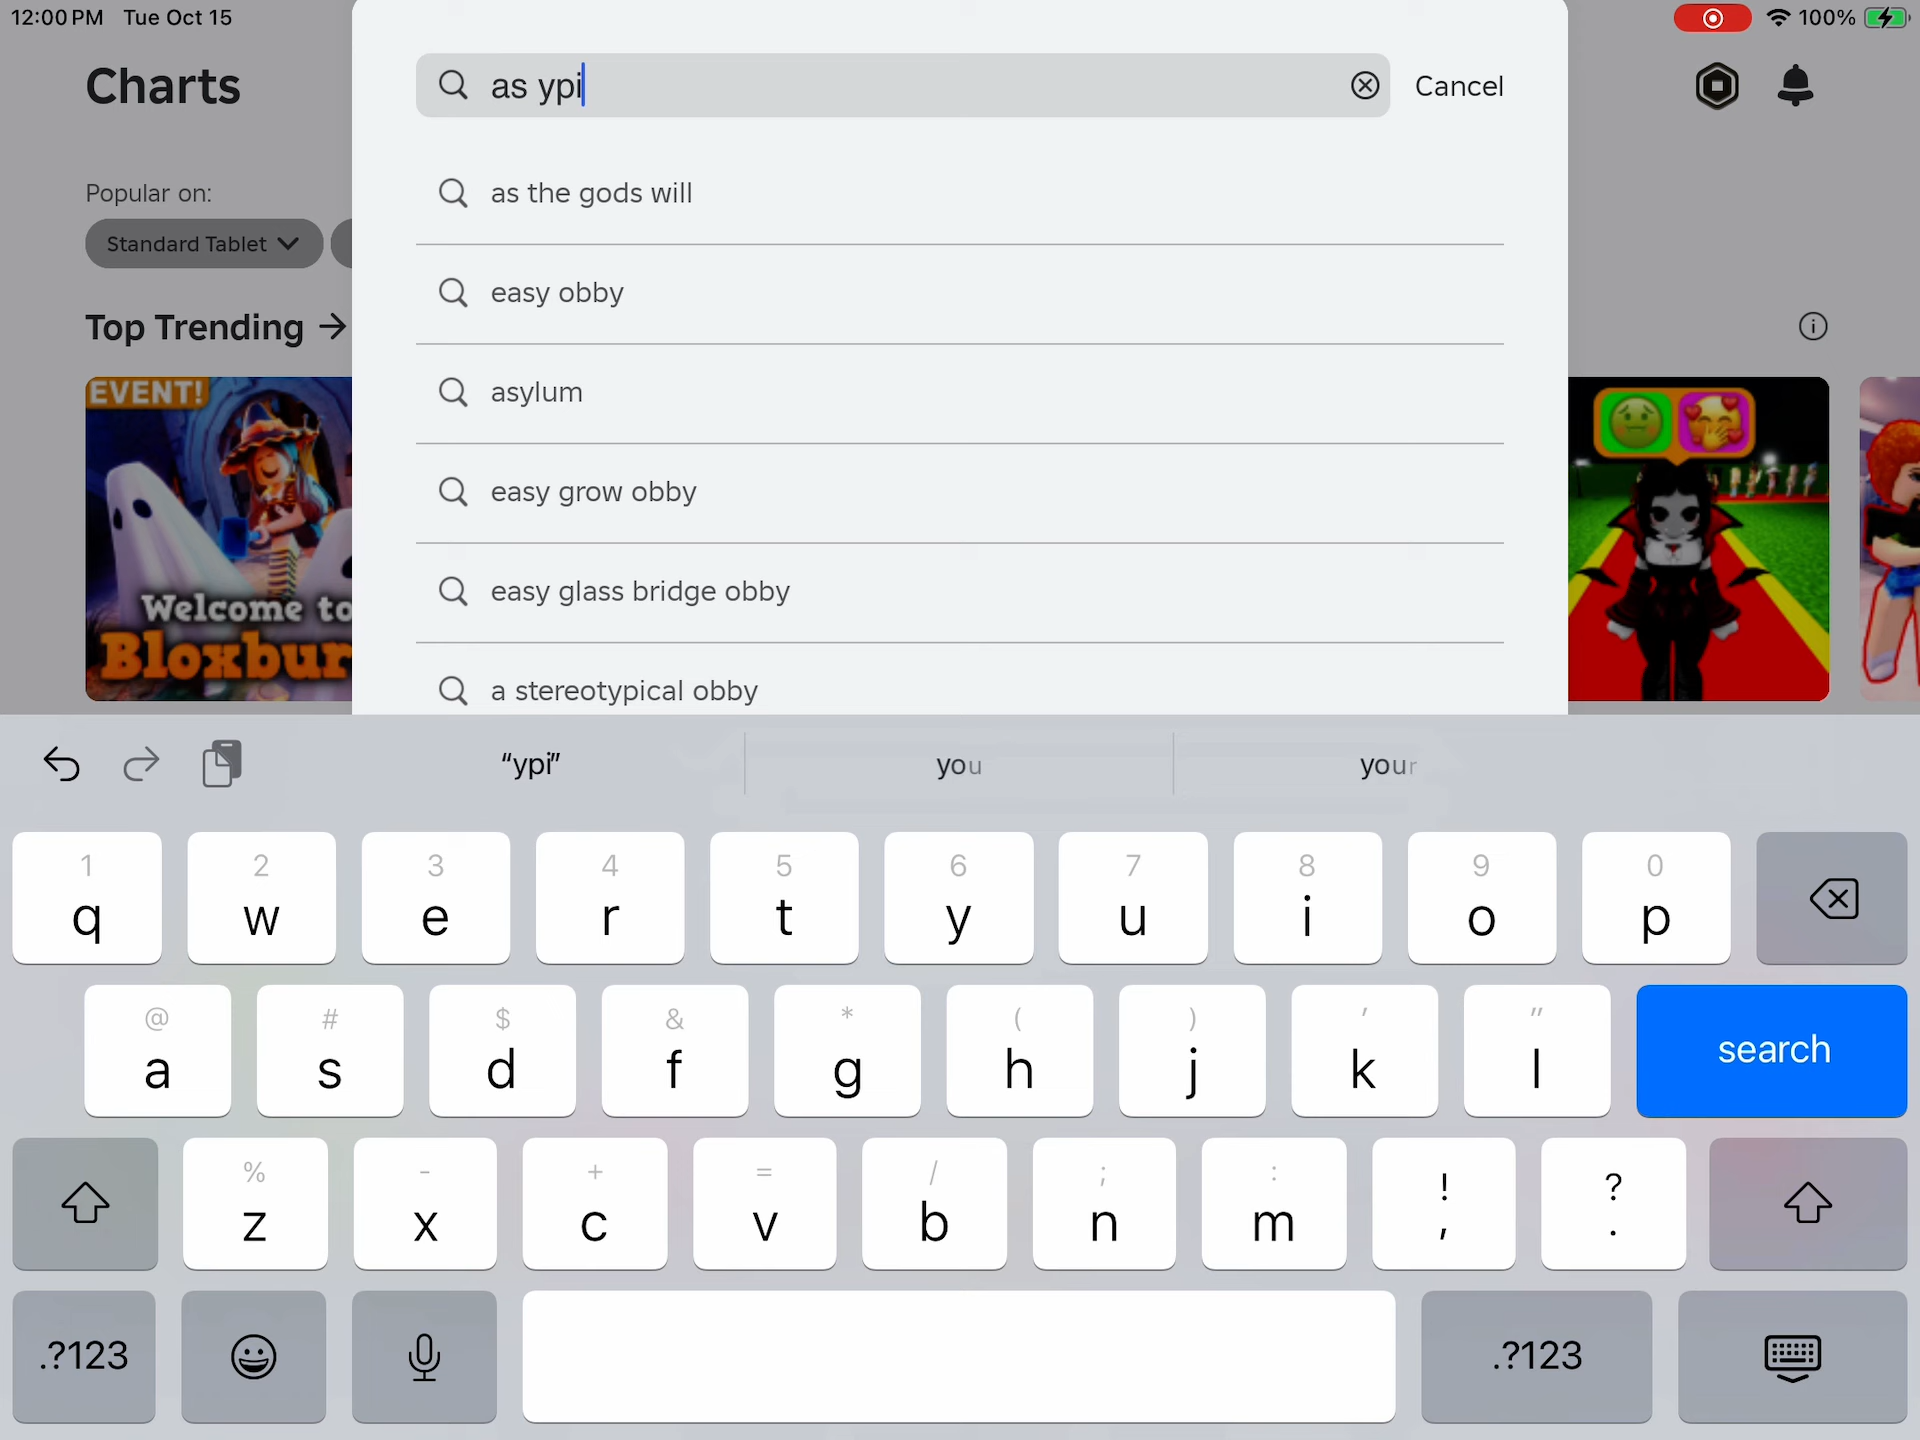 12:00 PM Tue Oct 15
100%
Charts
as ypi
Cancel
Popular on:
Standard Tablet
Top Trending →
EVENT!
Welcome to
Bloxbur
as the gods will
easy obby
asylum
easy grow obby
easy glass bridge obby
a stereotypical obby
“ypi” you your
1 2 3 4 5 6 7 8 9 0
q w e r t y u i o p
@ # $ & * ( ) ' "
a s d f g h j k l search
% - + = / ; : ! ?
z x c v b n m , .
.?123 .?123